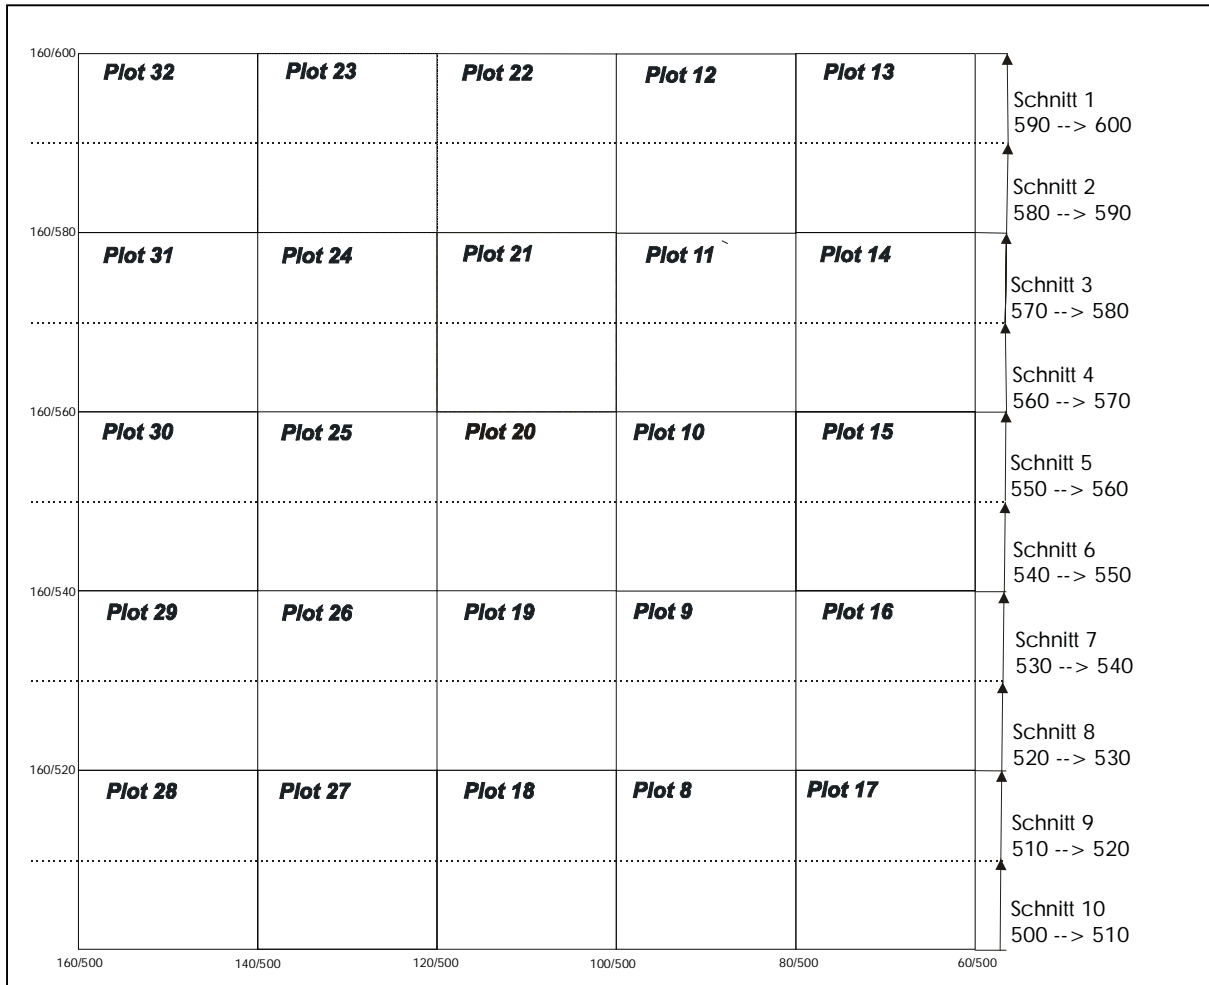 160/600
Plot 32 Plot 23 Plot 22 Plot 12 Plot 13
Schnitt 1
590 --> 600
Schnitt 2
580 --> 590
160/580
Plot 31 Plot 24 Plot 21 Plot 11 Plot 14
Schnitt 3
570 --> 580
Schnitt 4
560 --> 570
160/560
Plot 30 Plot 25 Plot 20 Plot 10 Plot 15
Schnitt 5
550 --> 560
Schnitt 6
540 --> 550
160/540
Plot 29 Plot 26 Plot 19 Plot 9 Plot 16
Schnitt 7
530 --> 540
Schnitt 8
520 --> 530
160/520
Plot 28 Plot 27 Plot 18 Plot 8 Plot 17
Schnitt 9
510 --> 520
Schnitt 10
500 --> 510
160/500 140/500 120/500 100/500 80/500 60/500